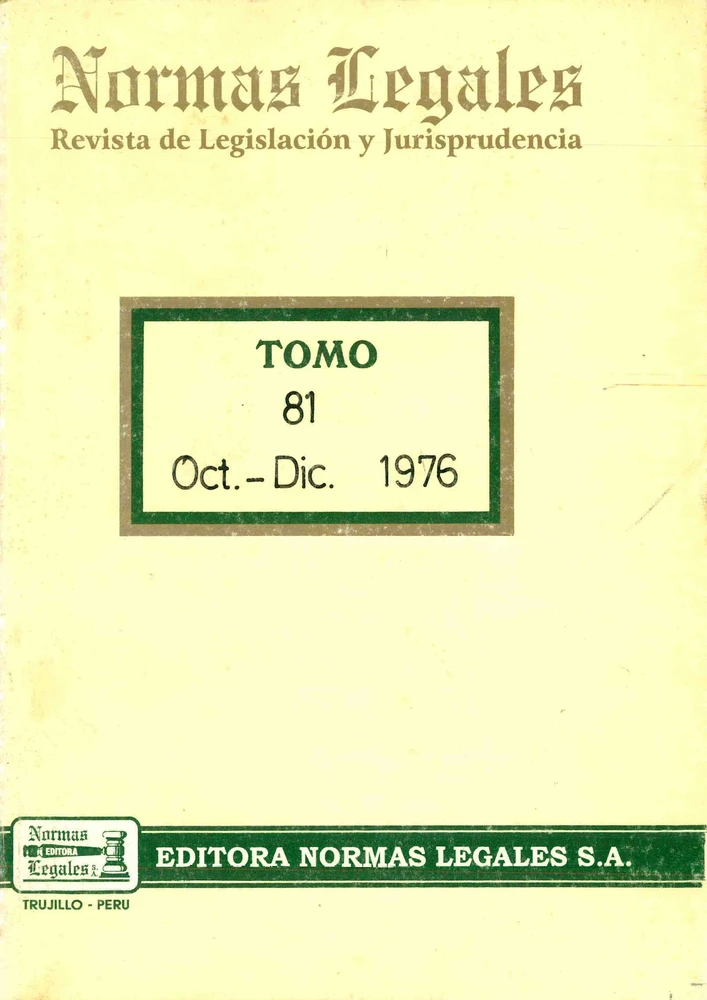 Normas Legales
Revista de Legislación y Jurisprudencia
TOMO
81
Oct. - Dic. 1976
Normas
EDITORA
Legales S.A.
EDITORA NORMAS LEGALES S.A.
TRUJILLO - PERU